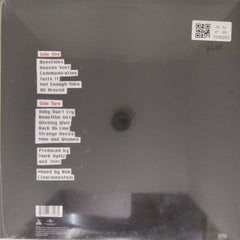 Side One
Questions
Heaven Sent
Communication
Taste It
Not Enough Time
All Around
Side Two
Baby Don't Cry
Beautiful Girl
Wishing Well
Back On Line
Strange Desire
Men and Women
Produced by
Mark Opitz
and INXS
Mixed by Bob
Clearmountain